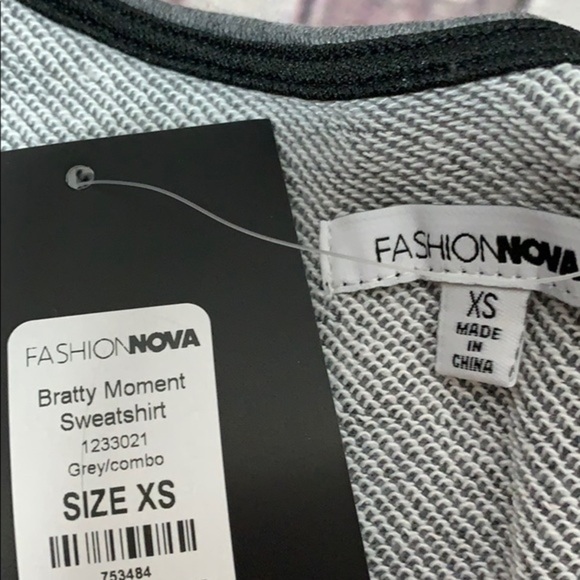 FASHIONNOVA
XS
MADE
IN
CHINA
FASHIONNOVA
Bratty Moment
Sweatshirt
1233021
Grey/combo
SIZE XS
753484